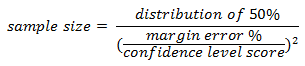 sample size = distribution of 50%
(margin error %
confidence level score)²